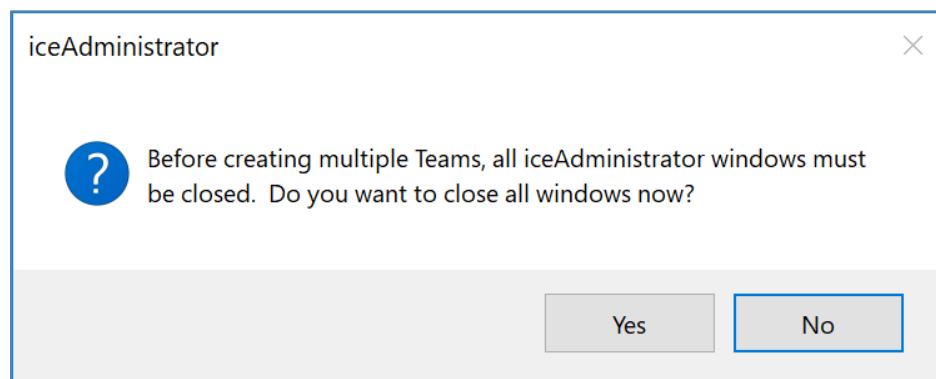 iceAdministrator
Before creating multiple Teams, all iceAdministrator windows must
be closed.  Do you want to close all windows now?
Yes
No